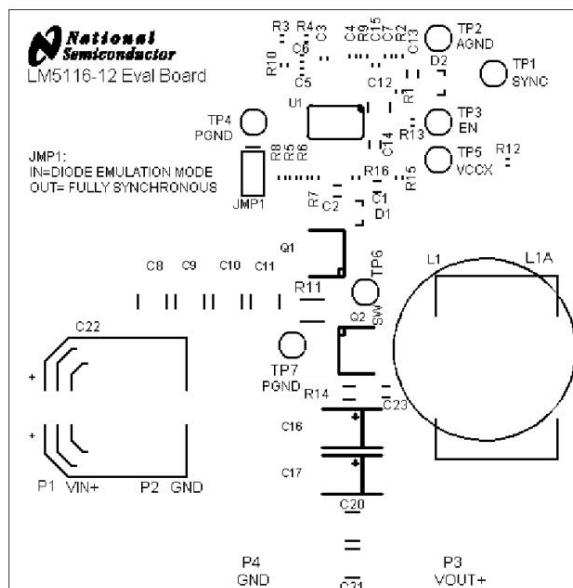 National
Semiconductor
LM5116-12 Eval Board
R3 R4 C3 C4 R9 C15 C7 R2 C13
TP2
AGND
R10 C6
C5
D2
TP1
SYNC
C12
R1
U1
TP4
PGND
TP3
EN
R13
C14
TP5
VCCX
R12
JMP1:
IN=DIODE EMULATION MODE
OUT= FULLY SYNCHRONOUS
R8 R5 R6
R16 R15
JMP1
R7
C2
C1
D1
Q1
TP6
SW
L1 L1A
C8 C9 C10 C11
R11
Q2
C22
TP7
PGND
+
R14
C23
C16
+
+
C17
+
P1 VIN+ P2 GND
C20
P4
GND
P3
VOUT+
C21